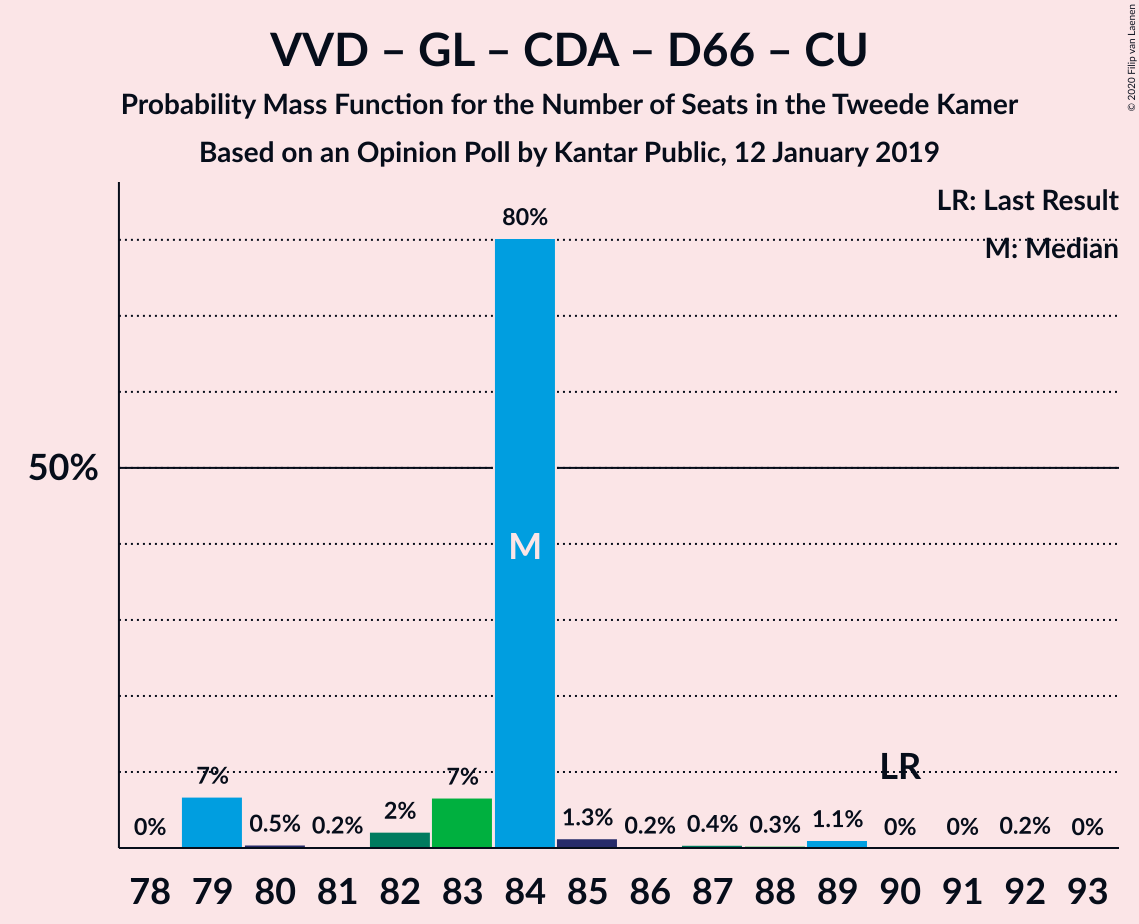 VVD – GL – CDA – D66 – CU
Probability Mass Function for the Number of Seats in the Tweede Kamer
Based on an Opinion Poll by Kantar Public, 12 January 2019
© 2020 Filip van Laenen
LR: Last Result
M: Median
50%
0%
7%
0.5%
0.2%
2%
7%
80%
1.3%
0.2%
0.4%
0.3%
1.1%
0%
0%
0.2%
0%
M
LR
78 79 80 81 82 83 84 85 86 87 88 89 90 91 92 93